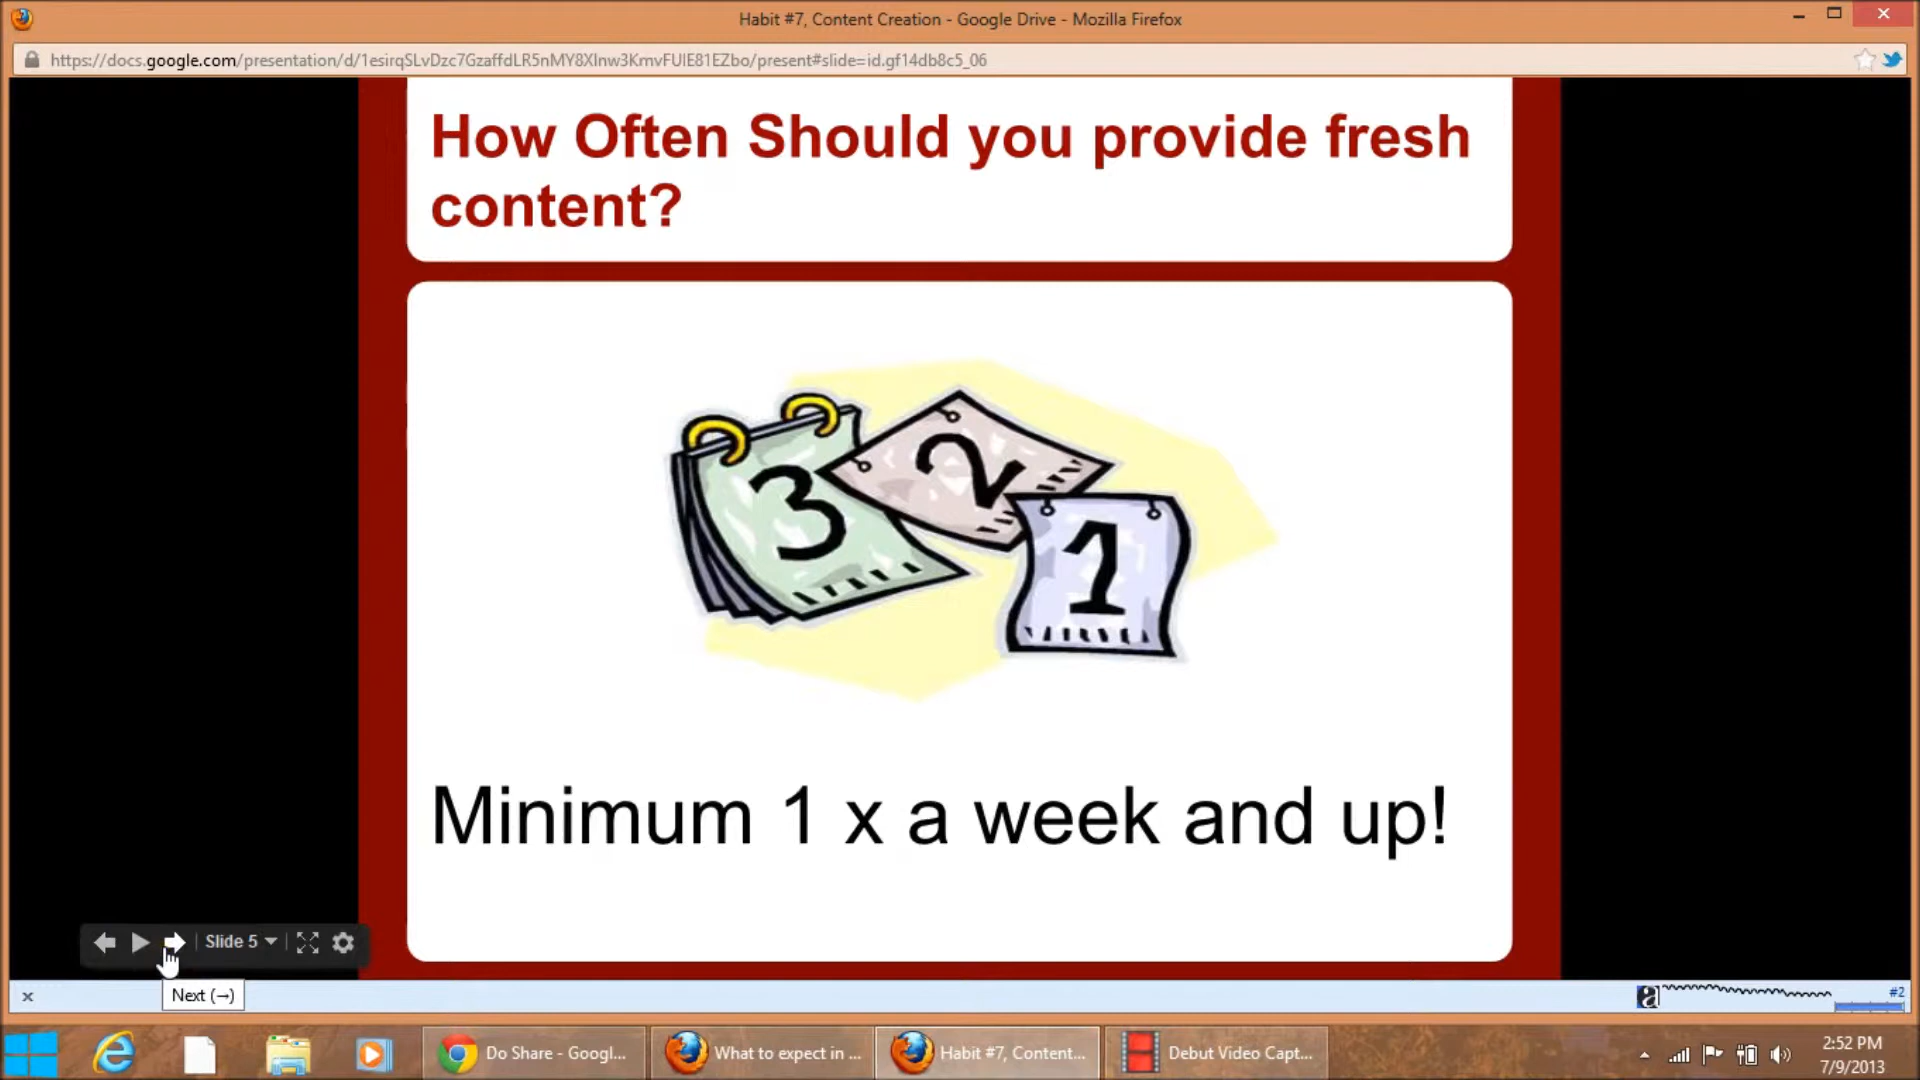 Habit #7, Content Creation - Google Drive - Mozilla Firefox
https://docs.google.com/presentation/d/1esirqSLvDzc7GzaffdLR5nMY8Xlnw3KmvFUlE81EZbo/present#slide=id.gf14db8c5_06
How Often Should you provide fresh
content?
3
2
1
Minimum 1 x a week and up!
Slide 5
Next (→)
x
a
#2
Do Share - Googl...
What to expect in ...
Habit #7, Content...
Debut Video Capt...
2:52 PM
7/9/2013